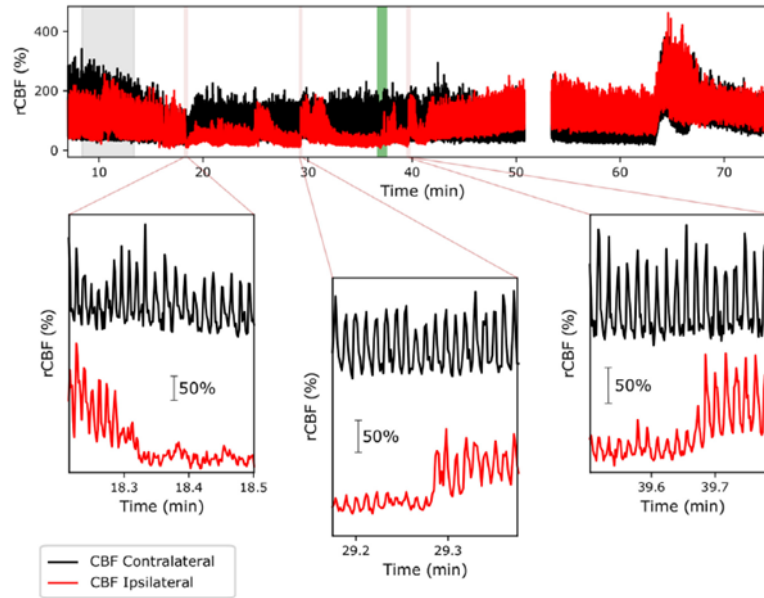 rCBF (%)
400
200
0
10 20 30 40 50 60 70
Time (min)
rCBF (%)
50%
18.3 18.4 18.5
Time (min)
rCBF (%)
50%
29.2 29.3
Time (min)
rCBF (%)
50%
39.6 39.7
Time (min)
CBF Contralateral
CBF Ipsilateral